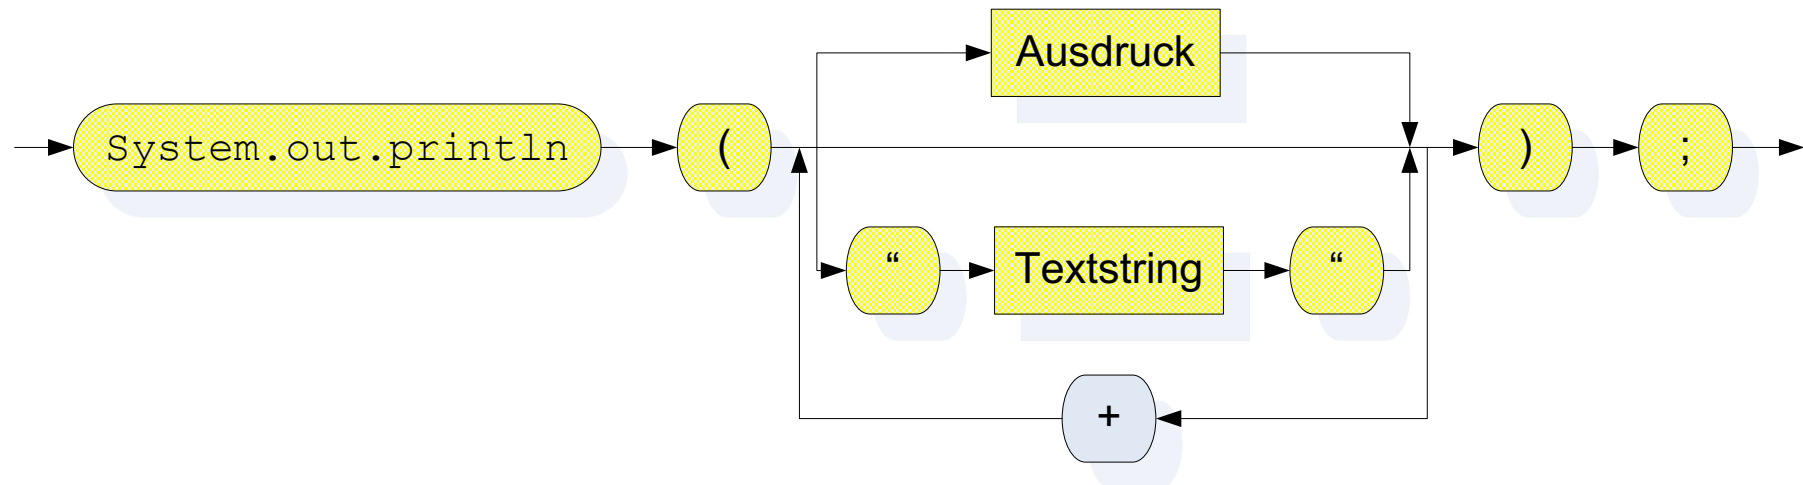 Ausdruck
System.out.println ( ) ;
“ Textstring “
+